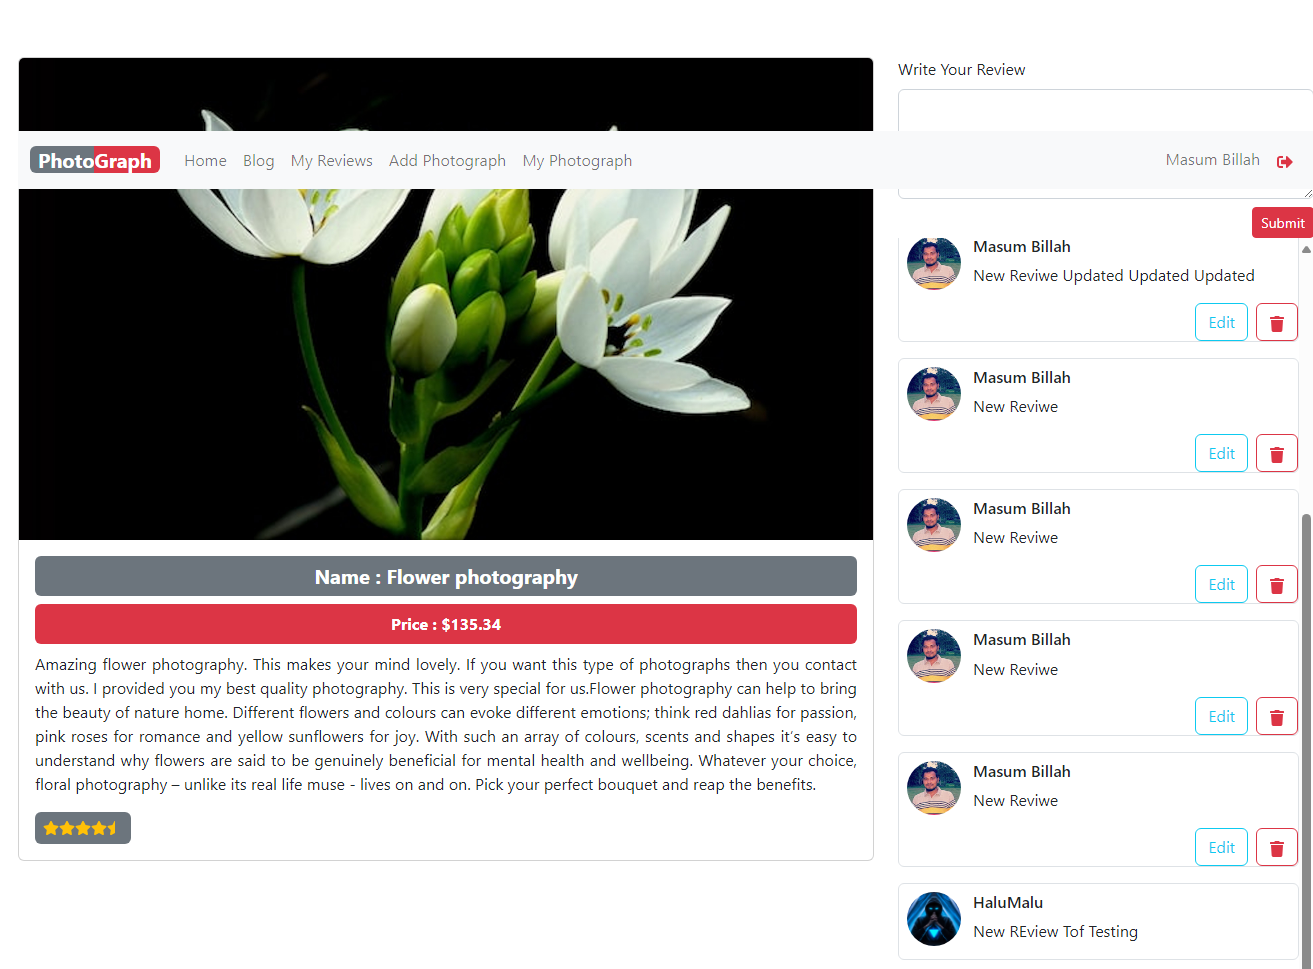 Write Your Review
PhotoGraph Home Blog My Reviews Add Photograph My Photograph Masum Billah
Submit
Masum Billah
New Reviwe Updated Updated Updated
Edit
Masum Billah
New Reviwe
Edit
Masum Billah
New Reviwe
Edit
Masum Billah
New Reviwe
Edit
Masum Billah
New Reviwe
Edit
HaluMalu
New REview Tof Testing
Name : Flower photography
Price : $135.34
Amazing flower photography. This makes your mind lovely. If you want this type of photographs then you contact
with us. I provided you my best quality photography. This is very special for us.Flower photography can help to bring
the beauty of nature home. Different flowers and colours can evoke different emotions; think red dahlias for passion,
pink roses for romance and yellow sunflowers for joy. With such an array of colours, scents and shapes it’s easy to
understand why flowers are said to be genuinely beneficial for mental health and wellbeing. Whatever your choice,
floral photography – unlike its real life muse - lives on and on. Pick your perfect bouquet and reap the benefits.